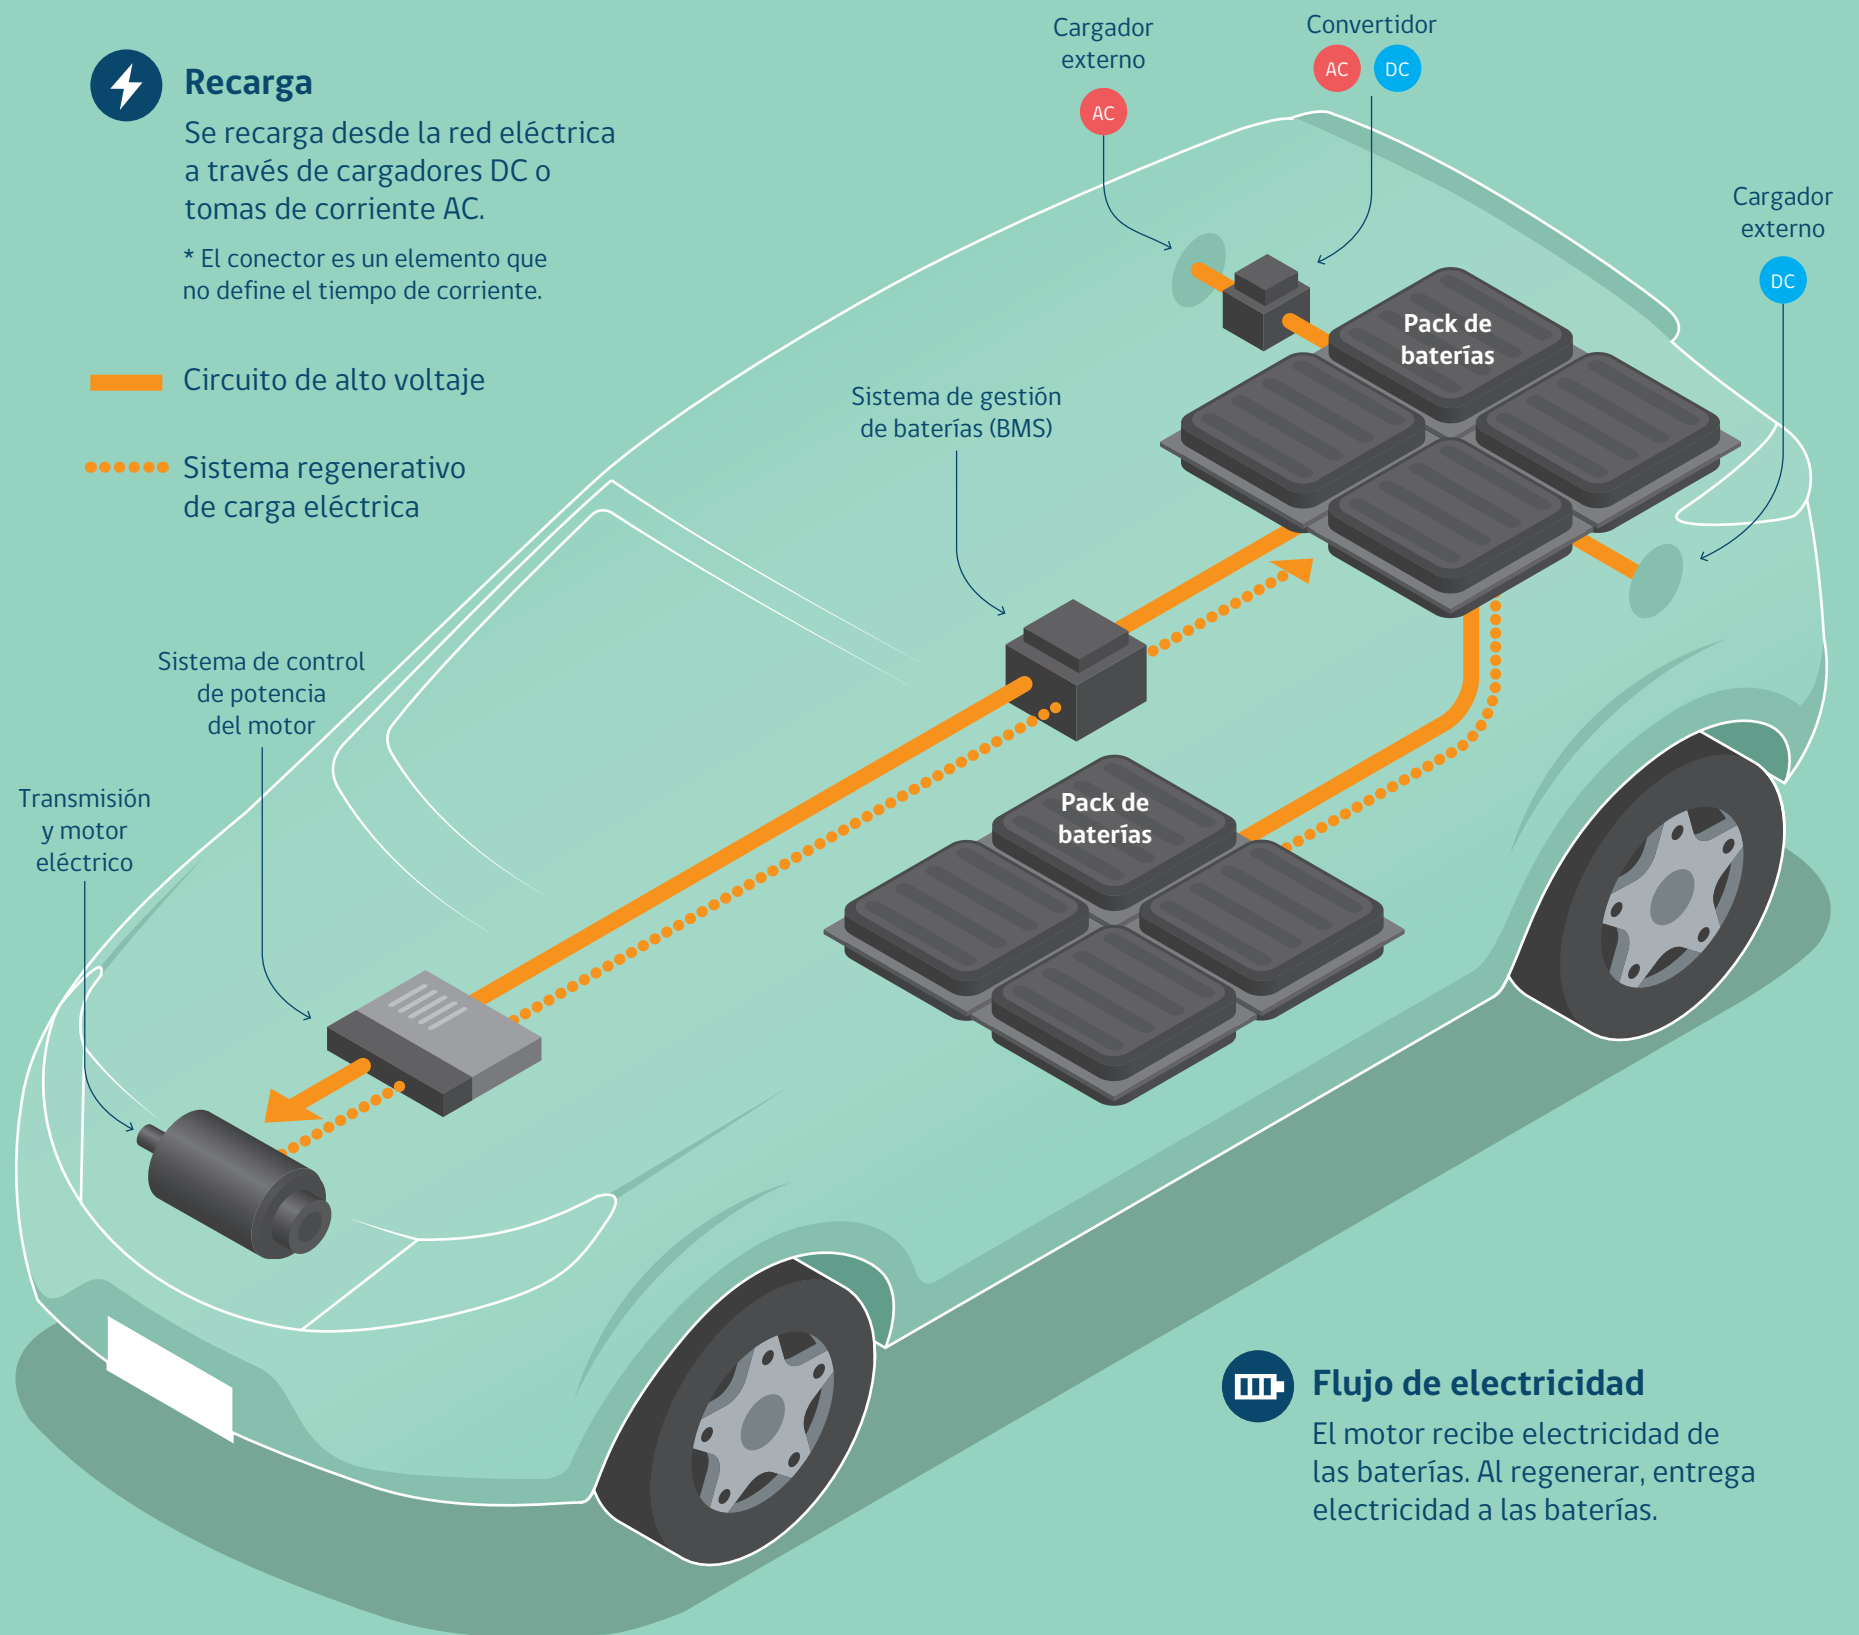 Recarga
Se recarga desde la red eléctrica
a través de cargadores DC o
tomas de corriente AC.
* El conector es un elemento que
no define el tiempo de corriente.
Circuito de alto voltaje
Sistema regenerativo
de carga eléctrica
Cargador
externo
AC
Convertidor
AC DC
Cargador
externo
DC
Pack de
baterías
Sistema de gestión
de baterías (BMS)
Sistema de control
de potencia
del motor
Transmisión
y motor
eléctrico
Pack de
baterías
Flujo de electricidad
El motor recibe electricidad de
las baterías. Al regenerar, entrega
electricidad a las baterías.